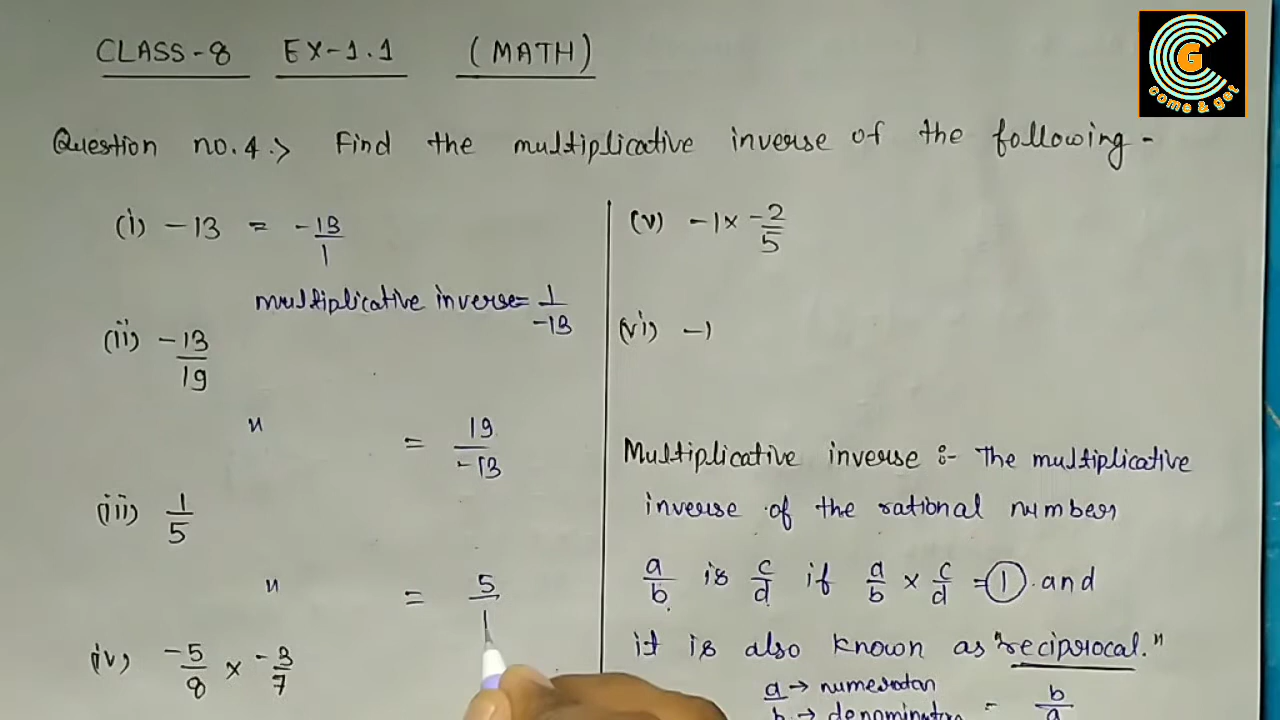 CLASS-8 EX-1.1 (MATH)
G
come & get
Question no.4.> Find the multiplicative inverse of the following -
(i) -13 = -13/1
multiplicative inverse = 1/-13
(ii) -13/19
" = 19/-13
(iii) 1/5
" = 5/1
(iv) -5/8 × -3/7
(v) -1 × -2/5
(vi) -1
Multiplicative inverse :- The multiplicative
inverse of the rational number
a/b is c/d if a/b × c/d = 1 and
it is also known as "reciprocal."
a → numerator
b → denominator = b/a